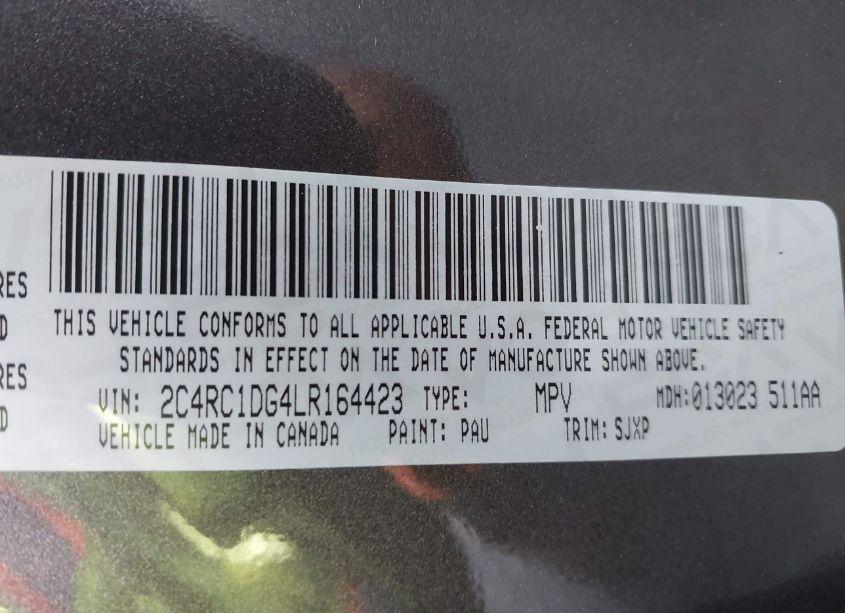 RES
D
RES
D
THIS VEHICLE CONFORMS TO ALL APPLICABLE U.S.A. FEDERAL MOTOR VEHICLE SAFETY
STANDARDS IN EFFECT ON THE DATE OF MANUFACTURE SHOWN ABOVE.
VIN: 2C4RC1DG4LR164423 TYPE: MPV MDH:013023 511AA
VEHICLE MADE IN CANADA PAINT: PAU TRIM: SJXP